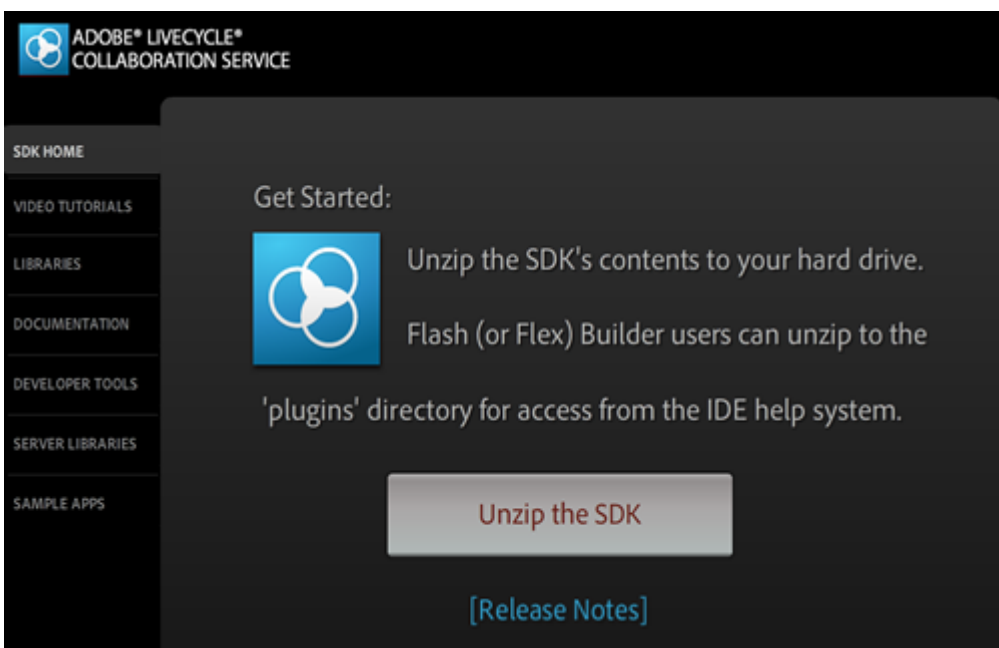 ADOBE® LIVECYCLE®
COLLABORATION SERVICE
SDK HOME
VIDEO TUTORIALS
LIBRARIES
DOCUMENTATION
DEVELOPER TOOLS
SERVER LIBRARIES
SAMPLE APPS
Get Started:
Unzip the SDK's contents to your hard drive.
Flash (or Flex) Builder users can unzip to the
'plugins' directory for access from the IDE help system.
Unzip the SDK
[Release Notes]